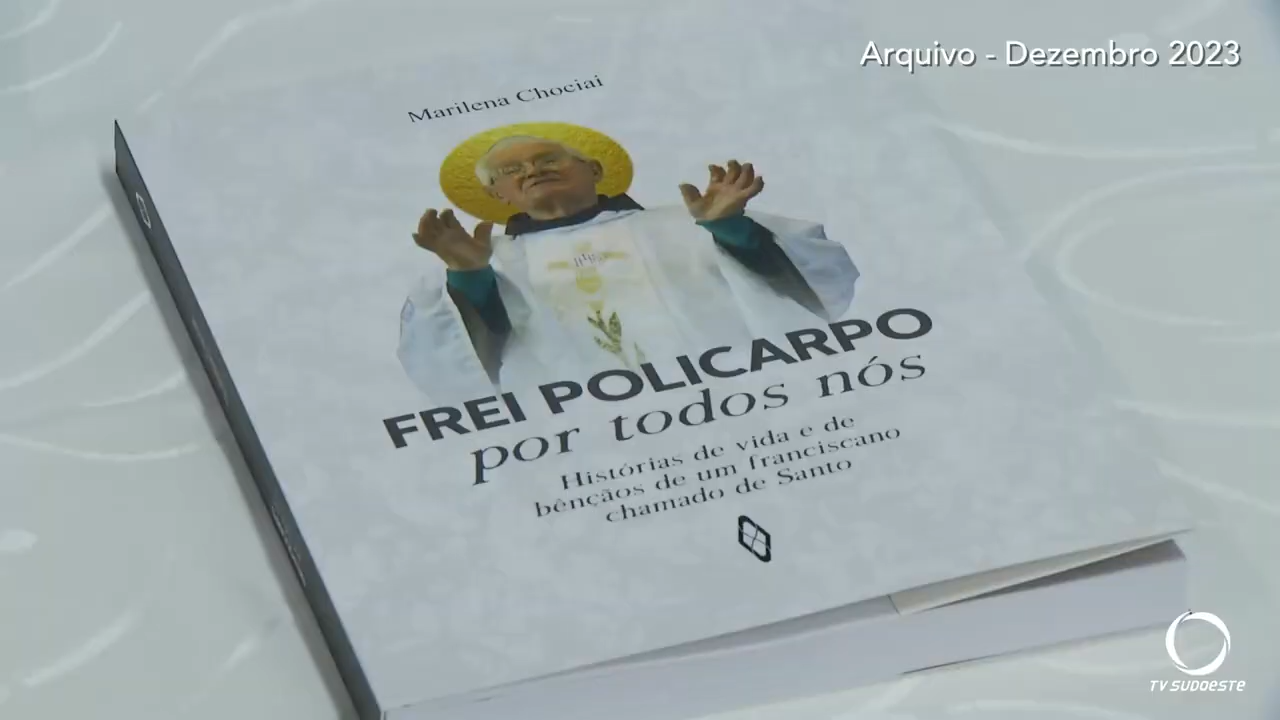 Arquivo - Dezembro 2023
Marilena Chociai
IHS
FREI POLICARPO
por todos nós
Histórias de vida e de
bênçãos de um franciscano
chamado de Santo
TV SUDOESTE